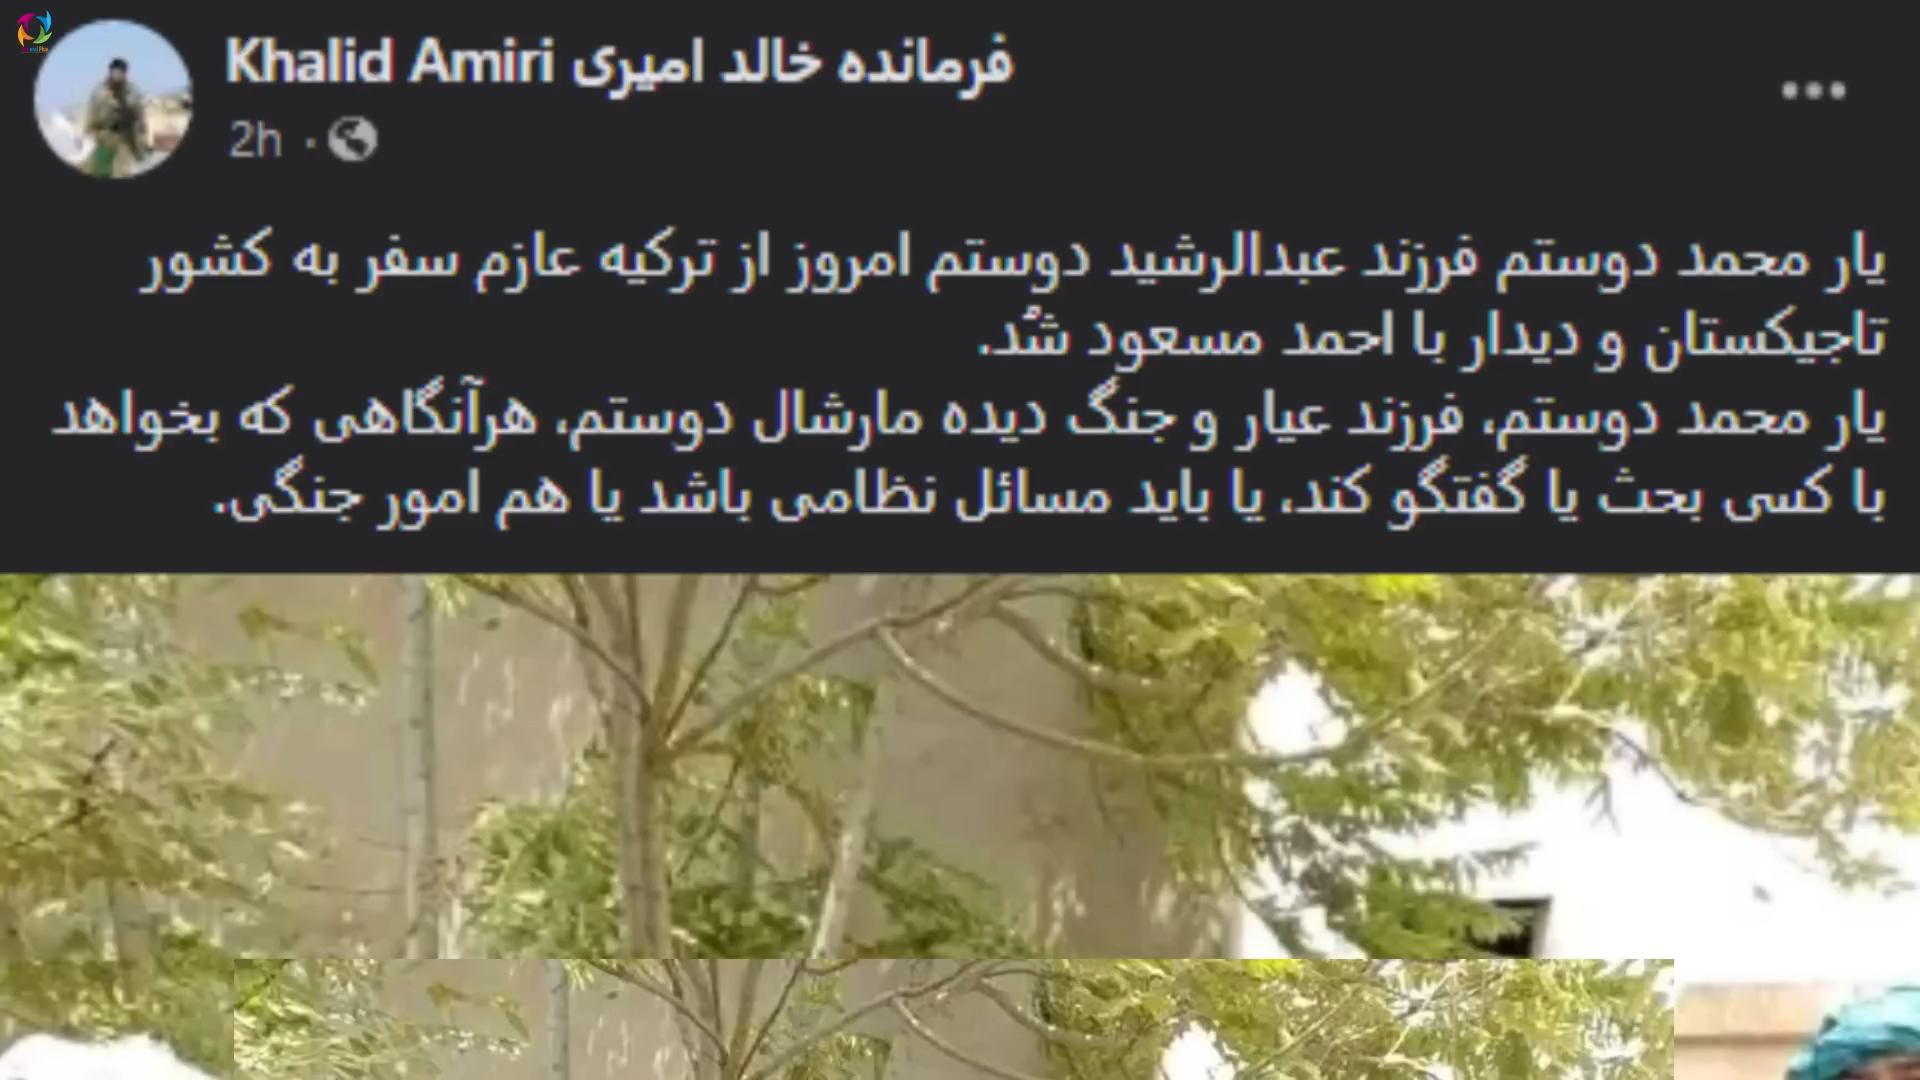 Khalid Amiri فرمانده خالد امیری
2h
یار محمد دوستم فرزند عبدالرشید دوستم امروز از ترکیه عازم سفر به کشور
تاجیکستان و دیدار با احمد مسعود شُد.
یار محمد دوستم، فرزند عیار و جنگ دیده مارشال دوستم، هرآنگاهی که بخواهد
با کسی بحث یا گفتگو کند، یا باید مسائل نظامی باشد یا هم امور جنگی.